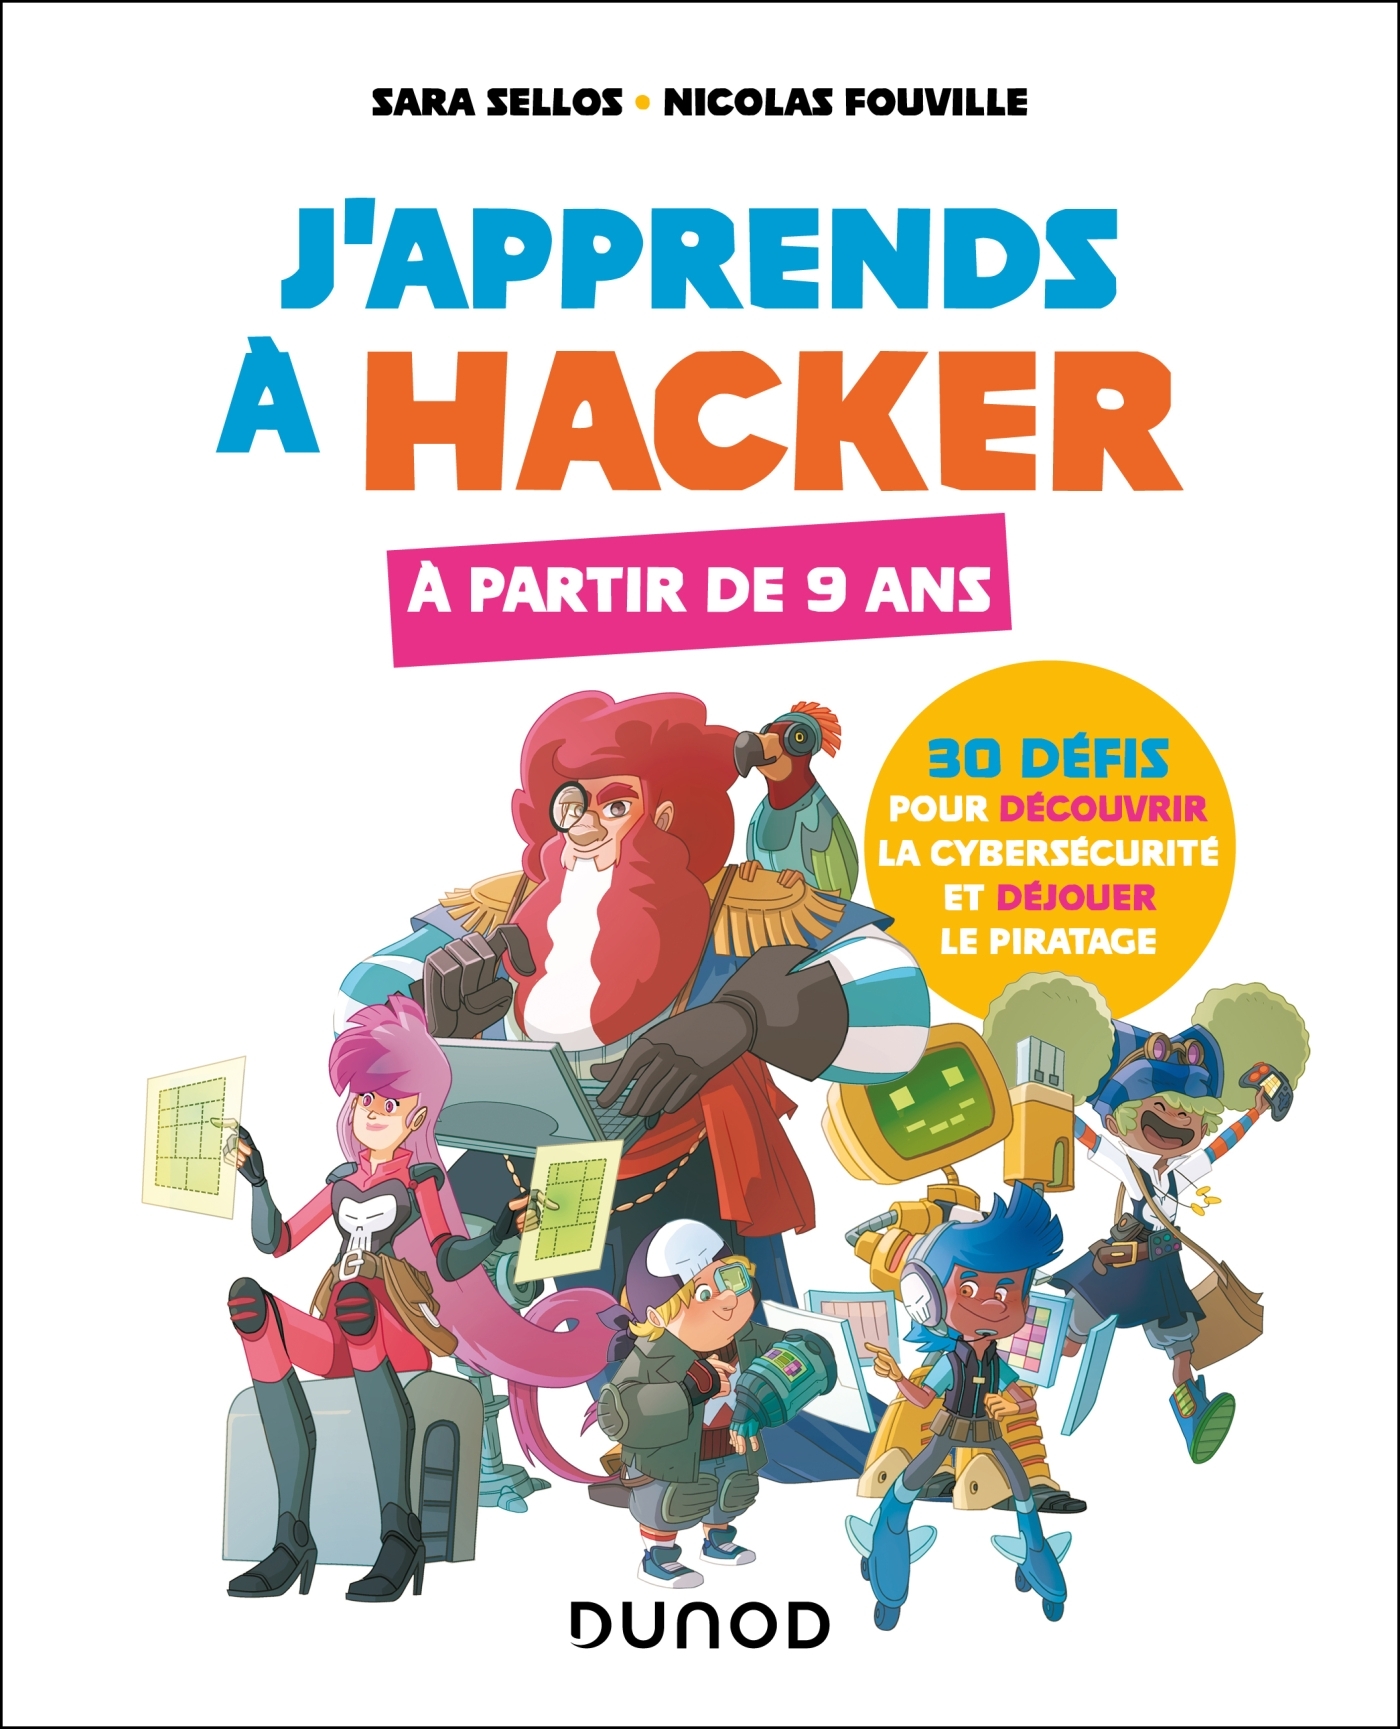 SARA SELLOS • NICOLAS FOUVILLE
J'APPRENDS
À HACKER
À PARTIR DE 9 ANS
30 DÉFIS
POUR DÉCOUVRIR
LA CYBERSÉCURITÉ
ET DÉJOUER
LE PIRATAGE
DUNOD